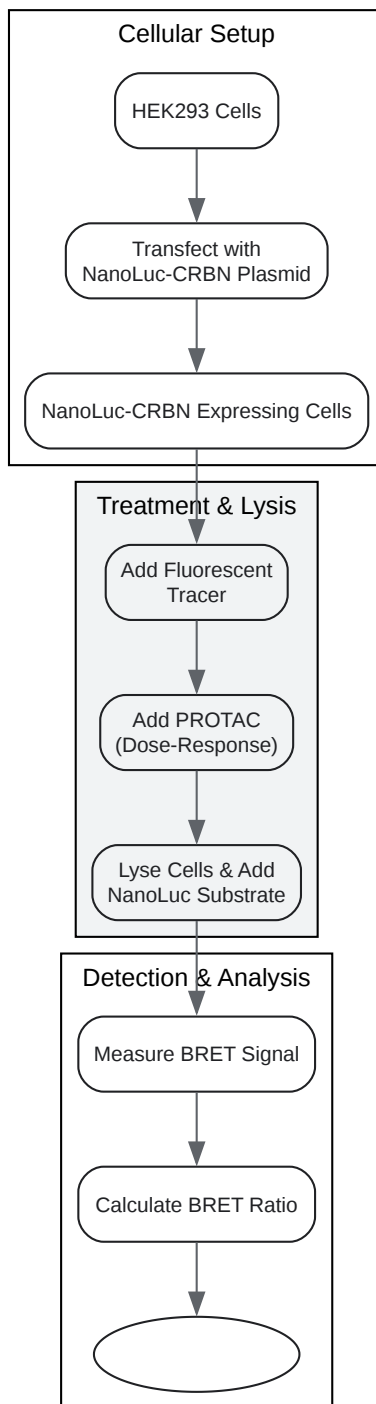 Cellular Setup
HEK293 Cells
Transfect with
NanoLuc-CRBN Plasmid
NanoLuc-CRBN Expressing Cells
Treatment & Lysis
Add Fluorescent
Tracer
Add PROTAC
(Dose-Response)
Lyse Cells & Add
NanoLuc Substrate
Detection & Analysis
Measure BRET Signal
Calculate BRET Ratio